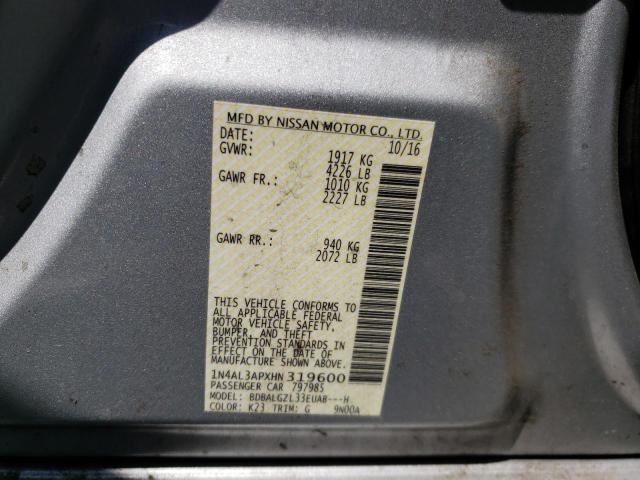 MFD BY NISSAN MOTOR CO., LTD.
DATE: 10/16
GVWR: 1917 KG
4226 LB
GAWR FR.: 1010 KG
2227 LB
GAWR RR.: 940 KG
2072 LB
THIS VEHICLE CONFORMS TO
ALL APPLICABLE FEDERAL
MOTOR VEHICLE SAFETY,
BUMPER, AND THEFT
PREVENTION STANDARDS IN
EFFECT ON THE DATE OF
MANUFACTURE SHOWN ABOVE.
1N4AL3APXHN319600
PASSENGER CAR 797985
MODEL: BDBALGZL33EUAB---H
COLOR: K23 TRIM: G 9N00A